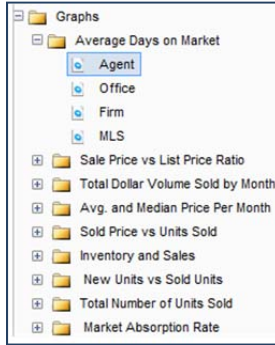 Graphs
Average Days on Market
Agent
Office
Firm
MLS
Sale Price vs List Price Ratio
Total Dollar Volume Sold by Month
Avg. and Median Price Per Month
Sold Price vs Units Sold
Inventory and Sales
New Units vs Sold Units
Total Number of Units Sold
Market Absorption Rate